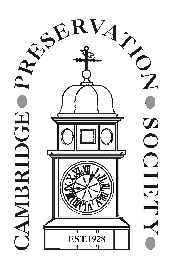 CAMBRIDGE • PRESERVATION • SOCIETY •
EST.1928